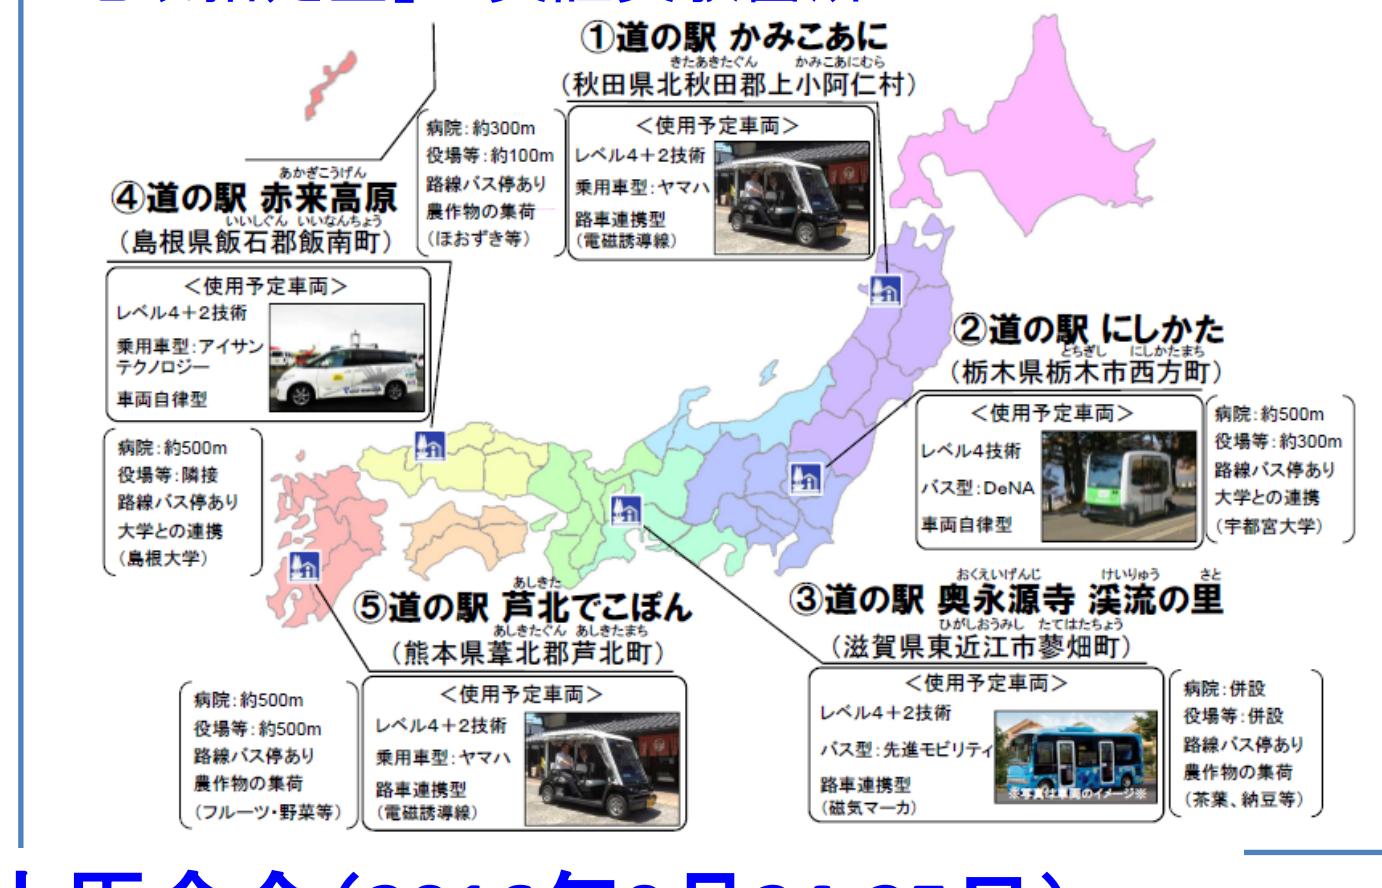 ①道の駅 かみこあに
きたあきたぐん かみこあにむら
（秋田県北秋田郡上小阿仁村）
病院：約300m
役場等：約100m
路線バス停あり
農作物の集荷
（ほおずき等）
＜使用予定車両＞
レベル4＋2技術
乗用車型：ヤマハ
路車連携型
（電磁誘導線）
あかぎこうげん
④道の駅 赤来高原
いいしぐん いいなんちょう
（島根県飯石郡飯南町）
＜使用予定車両＞
レベル4＋2技術
乗用車型：アイサン
テクノロジー
車両自律型
病院：約500m
役場等：隣接
路線バス停あり
大学との連携
（島根大学）
②道の駅 にしかた
とちぎし にしかたまち
（栃木県栃木市西方町）
＜使用予定車両＞
レベル4技術
バス型：DeNA
車両自律型
病院：約500m
役場等：約300m
路線バス停あり
大学との連携
（宇都宮大学）
あしきた
⑤道の駅 芦北でこぽん
あしきたぐん あしきたまち
（熊本県葦北郡芦北町）
病院：約500m
役場等：約500m
路線バス停あり
農作物の集荷
（フルーツ・野菜等）
＜使用予定車両＞
レベル4＋2技術
乗用車型：ヤマハ
路車連携型
（電磁誘導線）
おくえいげんじ けいりゅう さと
③道の駅 奥永源寺 渓流の里
ひがしおうみし たてはたちょう
（滋賀県東近江市蓼畑町）
＜使用予定車両＞
レベル4＋2技術
バス型：先進モビリティ
路車連携型
（磁気マーカ）
※写真は車両のイメージ※
病院：併設
役場等：併設
路線バス停あり
農作物の集荷
（茶葉、納豆等）